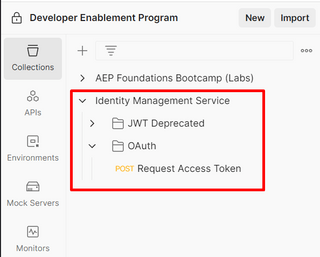 Developer Enablement Program
New
Import
Collections
APIs
Environments
Mock Servers
Monitors
AEP Foundations Bootcamp (Labs)
Identity Management Service
JWT Deprecated
OAuth
POST Request Access Token